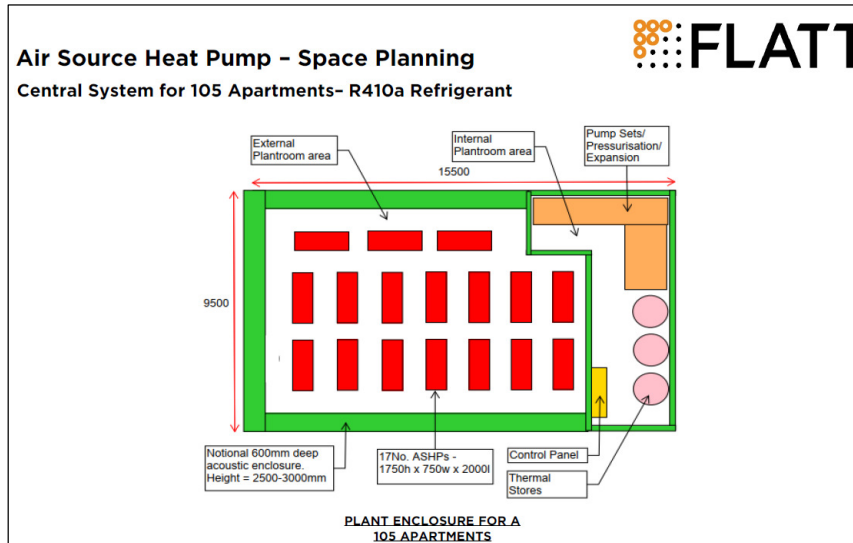 FLATT
Air Source Heat Pump – Space Planning
Central System for 105 Apartments– R410a Refrigerant
External
Plantroom area
Internal
Plantroom area
Pump Sets/
Pressurisation/
Expansion
15500
9500
Notional 600mm deep
acoustic enclosure.
Height = 2500-3000mm
17No. ASHPs -
1750h x 750w x 2000l
Control Panel
Thermal
Stores
PLANT ENCLOSURE FOR A
105 APARTMENTS